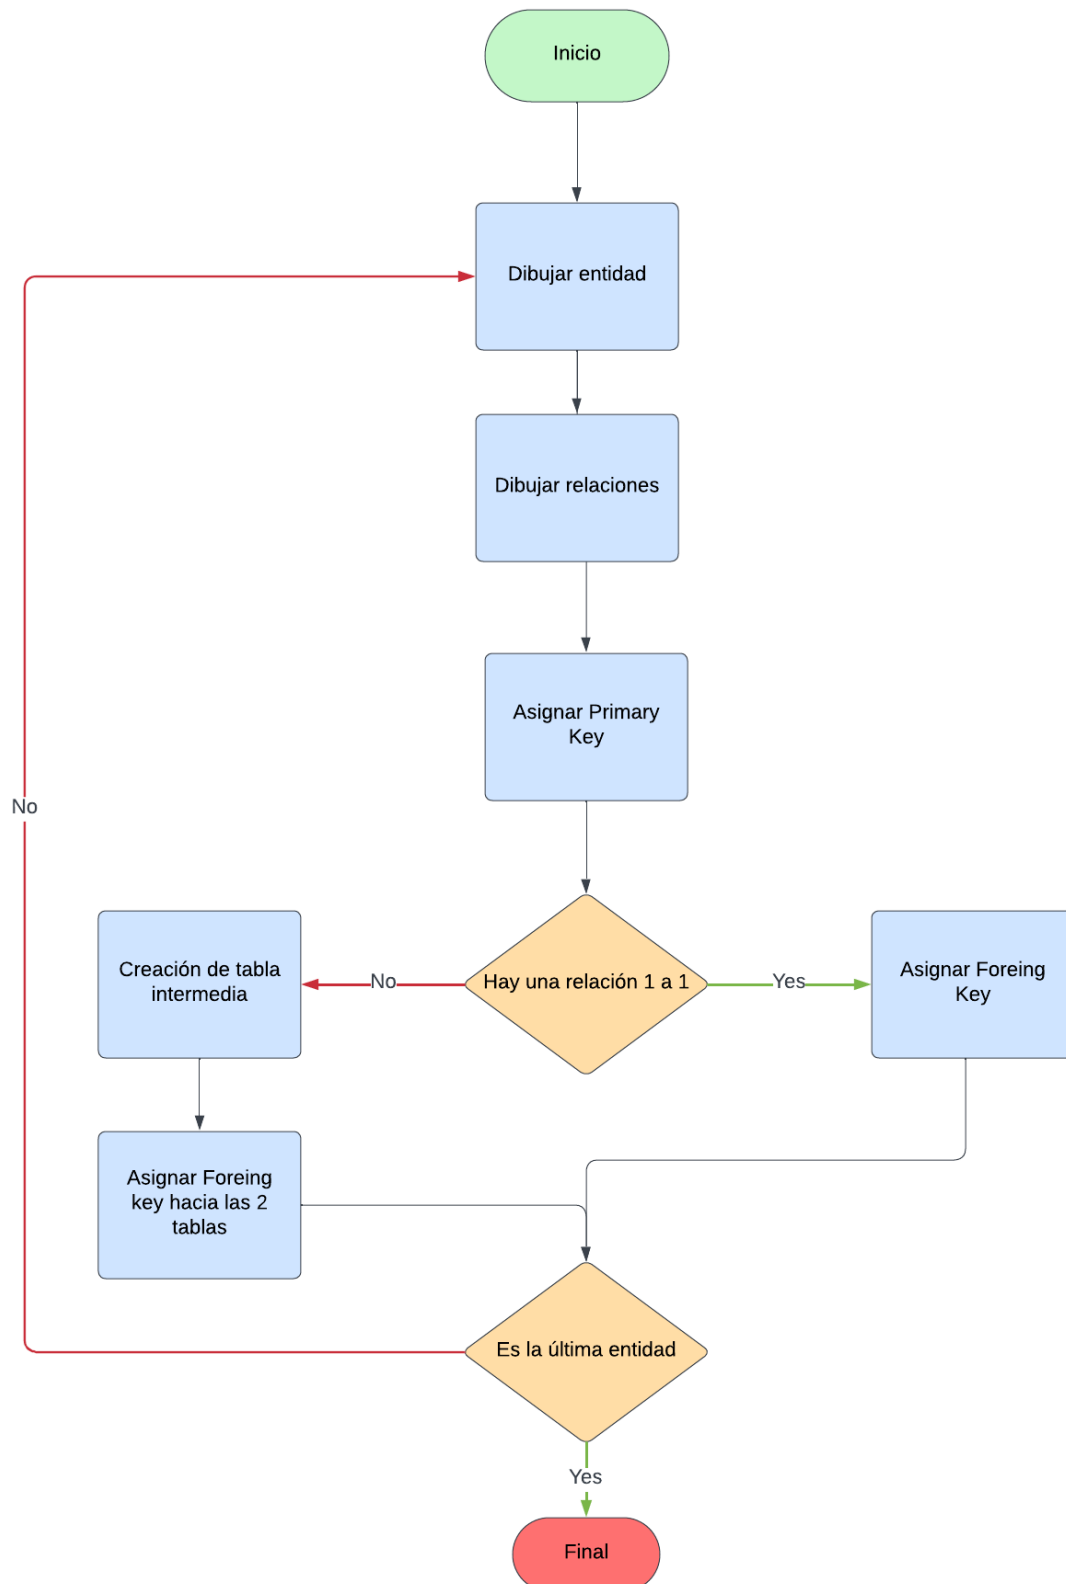 Inicio
Dibujar entidad
Dibujar relaciones
Asignar Primary
Key
No
Creación de tabla
intermedia
No
Hay una relación 1 a 1
Yes
Asignar Foreing
Key
Asignar Foreing
key hacia las 2
tablas
Es la última entidad
Yes
Final